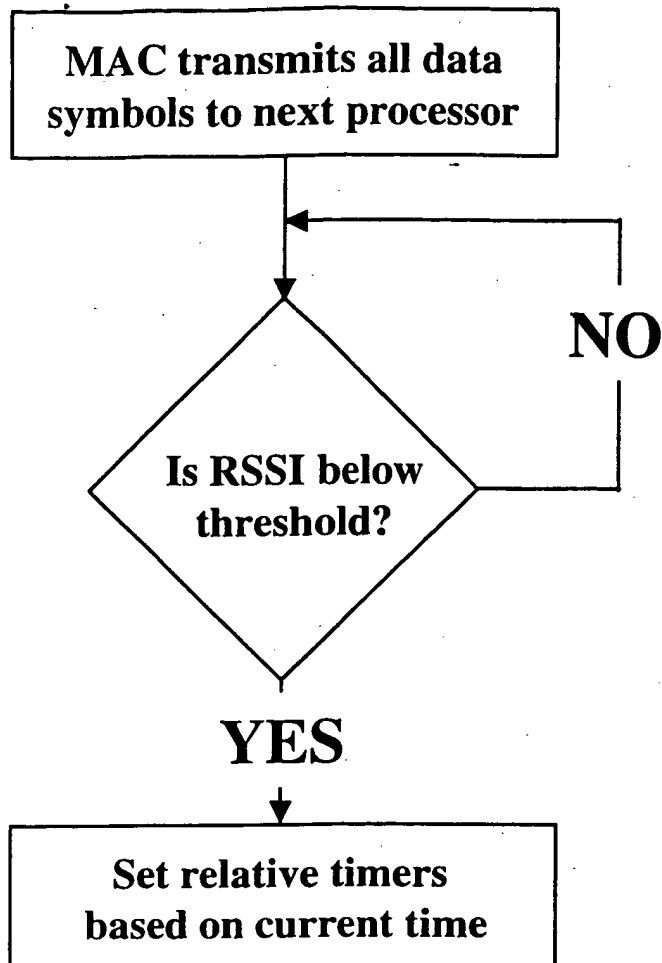 MAC transmits all data
symbols to next processor
NO
Is RSSI below
threshold?
YES
Set relative timers
based on current time